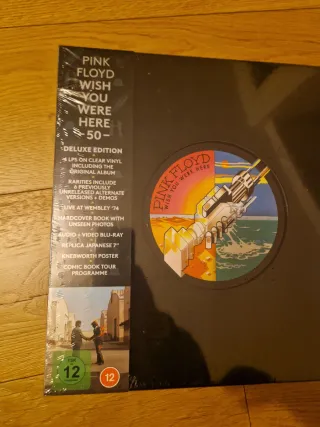 PINK
FLOYD
WISH
YOU
WERE
HERE
-50-
DELUXE EDITION
4 LPS ON CLEAR VINYL
INCLUDING THE
ORIGINAL ALBUM
RARITIES INCLUDE
6 PREVIOUSLY
UNRELEASED ALTERNATE
VERSIONS + DEMOS
LIVE AT WEMBLEY '74
HARDCOVER BOOK WITH
UNSEEN PHOTOS
AUDIO + VIDEO BLU-RAY
REPLICA JAPANESE 7"
KNEBWORTH POSTER
COMIC BOOK TOUR
PROGRAMME
PINK FLOYD
WISH YOU WERE HERE
12
12